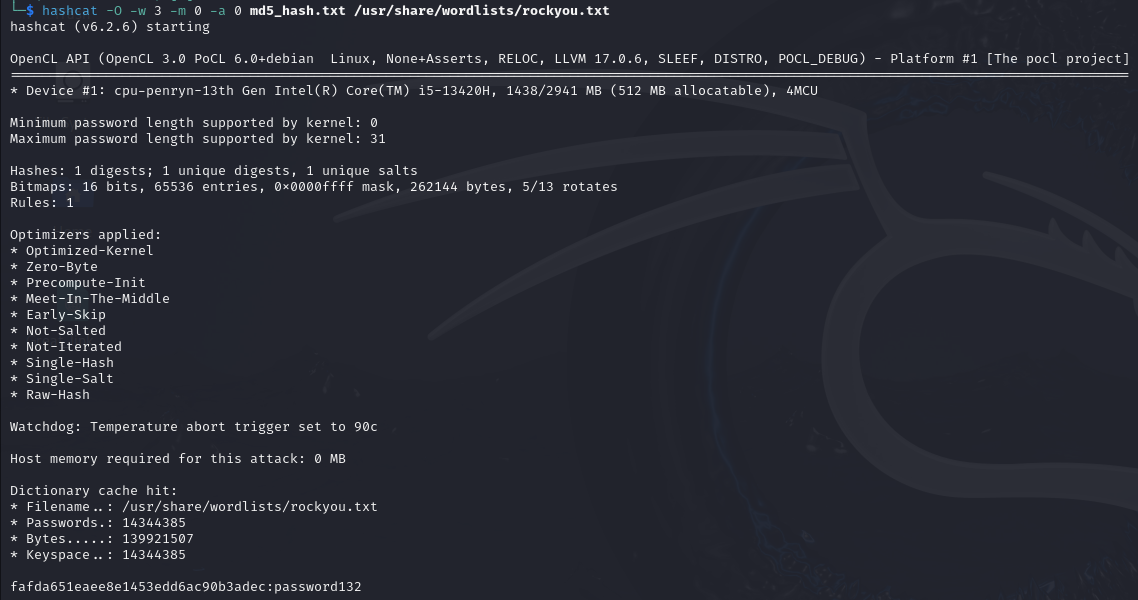 └─$ hashcat -O -w 3 -m 0 -a 0 md5_hash.txt /usr/share/wordlists/rockyou.txt
hashcat (v6.2.6) starting
OpenCL API (OpenCL 3.0 PoCL 6.0+debian  Linux, None+Asserts, RELOC, LLVM 17.0.6, SLEEF, DISTRO, POCL_DEBUG) - Platform #1 [The pocl project]
============================================================================================================================================
* Device #1: cpu-penryn-13th Gen Intel(R) Core(TM) i5-13420H, 1438/2941 MB (512 MB allocatable), 4MCU
Minimum password length supported by kernel: 0
Maximum password length supported by kernel: 31
Hashes: 1 digests; 1 unique digests, 1 unique salts
Bitmaps: 16 bits, 65536 entries, 0x0000ffff mask, 262144 bytes, 5/13 rotates
Rules: 1
Optimizers applied:
* Optimized-Kernel
* Zero-Byte
* Precompute-Init
* Meet-In-The-Middle
* Early-Skip
* Not-Salted
* Not-Iterated
* Single-Hash
* Single-Salt
* Raw-Hash
Watchdog: Temperature abort trigger set to 90c
Host memory required for this attack: 0 MB
Dictionary cache hit:
* Filename..: /usr/share/wordlists/rockyou.txt
* Passwords.: 14344385
* Bytes.....: 139921507
* Keyspace..: 14344385
fafda651eaee8e1453edd6ac90b3adec:password132